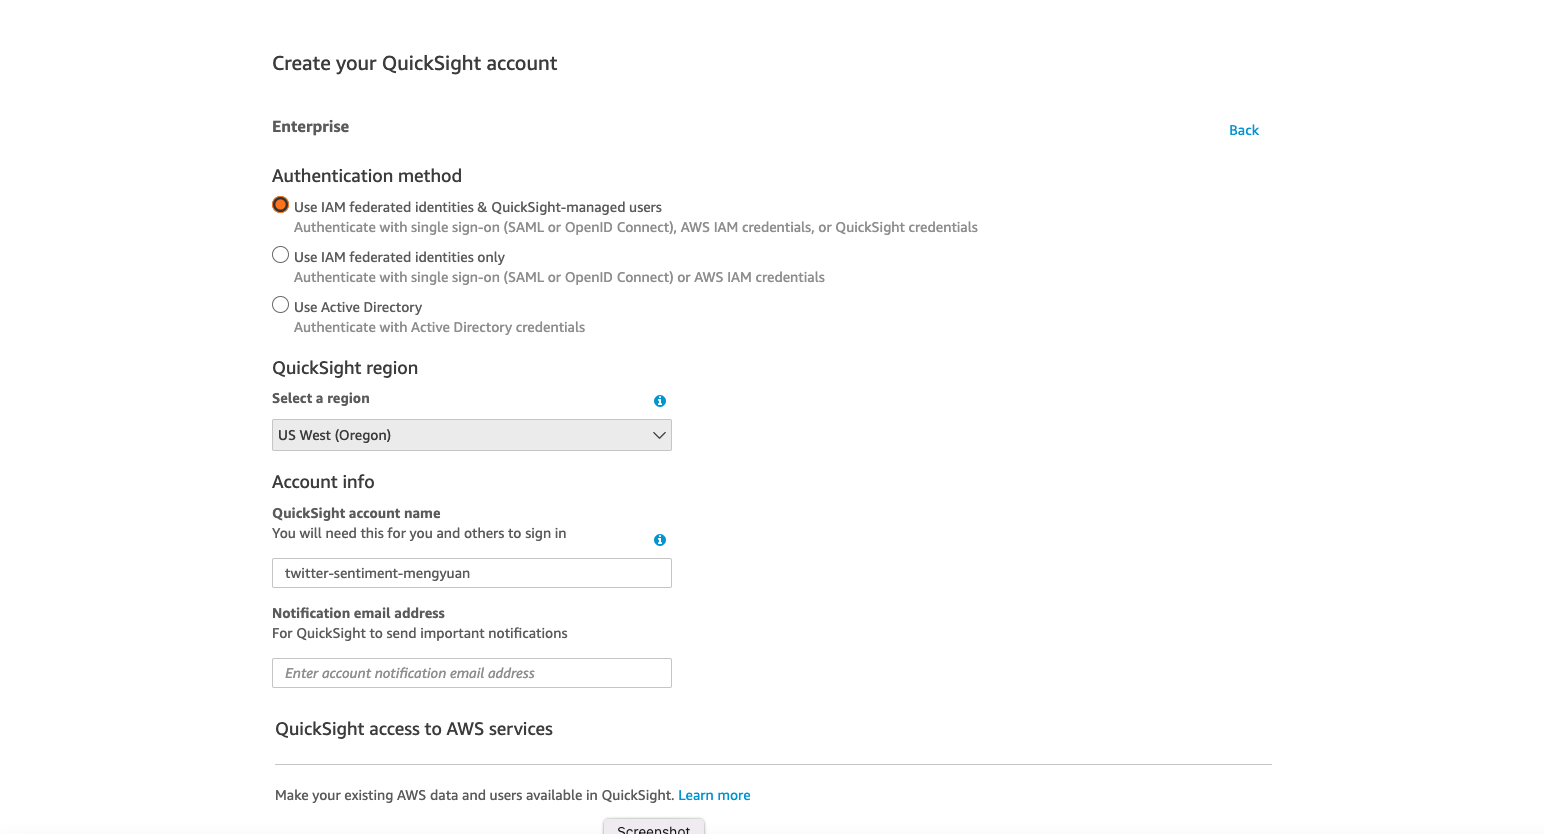 Create your QuickSight account
Enterprise
Back
Authentication method
Use IAM federated identities & QuickSight-managed users
Authenticate with single sign-on (SAML or OpenID Connect), AWS IAM credentials, or QuickSight credentials
Use IAM federated identities only
Authenticate with single sign-on (SAML or OpenID Connect) or AWS IAM credentials
Use Active Directory
Authenticate with Active Directory credentials
QuickSight region
Select a region
US West (Oregon)
Account info
QuickSight account name
You will need this for you and others to sign in
twitter-sentiment-mengyuan
Notification email address
For QuickSight to send important notifications
Enter account notification email address
QuickSight access to AWS services
Make your existing AWS data and users available in QuickSight. Learn more
Screenshot